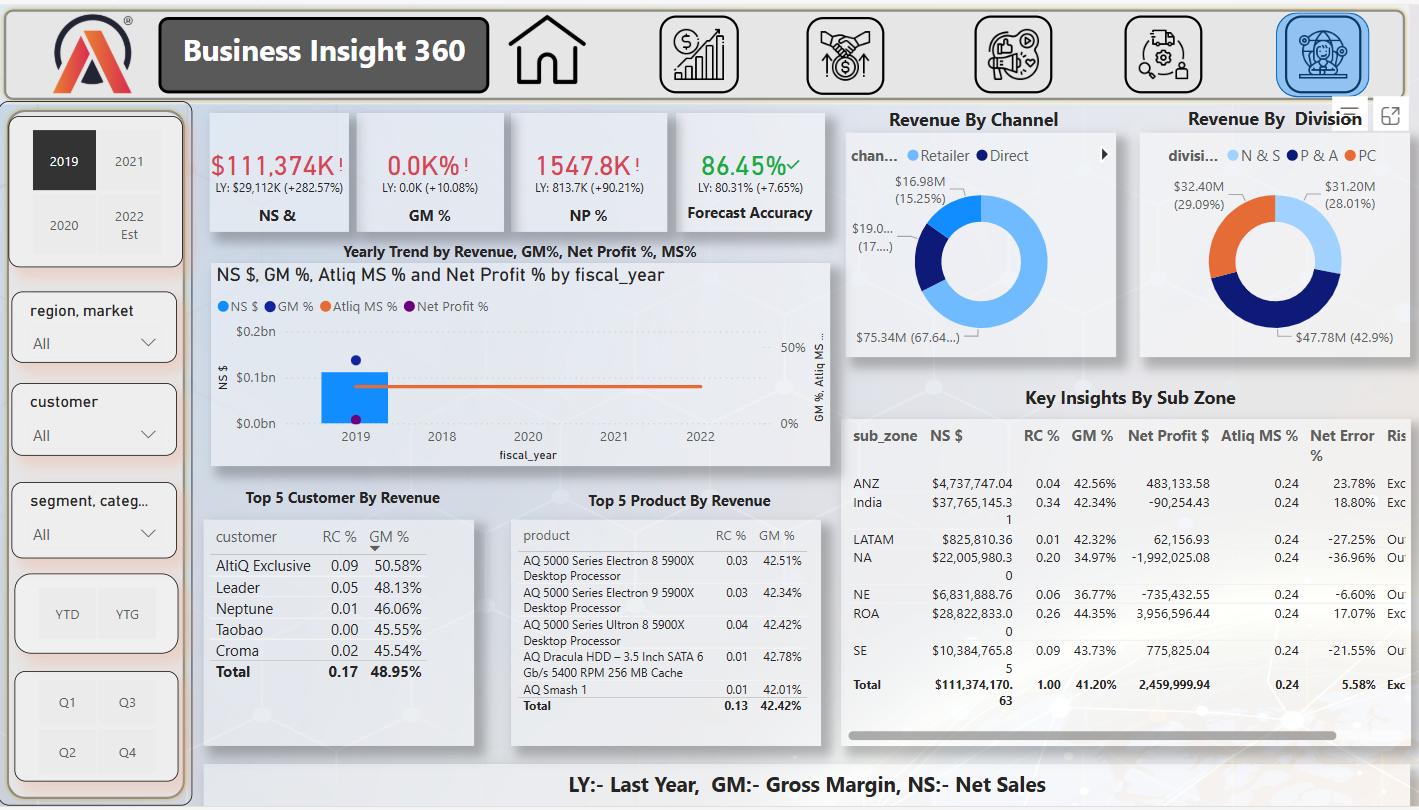 ®
Business Insight 360
2019
2021
2020
2022
Est
region, market
All
customer
All
segment, categ...
All
YTD
YTG
Q1
Q3
Q2
Q4
$111,374K!
LY: $29,112K (+282.57%)
NS &
0.0K%!
LY: 0.0K (+10.08%)
GM %
1547.8K!
LY: 813.7K (+90.21%)
NP %
86.45%✓
LY: 80.31% (+7.65%)
Forecast Accuracy
Yearly Trend by Revenue, GM%, Net Profit %, MS%
NS $, GM %, Atliq MS % and Net Profit % by fiscal_year
NS $ GM % Atliq MS % Net Profit %
$0.2bn
$0.1bn
$0.0bn
NS $
50%
0%
GM %, Atliq MS ...
2019 2018 2020 2021 2022
fiscal_year
Revenue By Channel
chan... Retailer Direct
$16.98M
(15.25%)
$19.0...
(17....)
$75.34M (67.64...)
Revenue By Division
divisi... N & S P & A PC
$32.40M
(29.09%)
$31.20M
(28.01%)
$47.78M (42.9%)
Top 5 Customer By Revenue
customer RC % GM %
AltiQ Exclusive 0.09 50.58%
Leader 0.05 48.13%
Neptune 0.01 46.06%
Taobao 0.00 45.55%
Croma 0.02 45.54%
Total 0.17 48.95%
Top 5 Product By Revenue
product RC % GM %
AQ 5000 Series Electron 8 5900X 0.03 42.51%
Desktop Processor
AQ 5000 Series Electron 9 5900X 0.03 42.34%
Desktop Processor
AQ 5000 Series Ultron 8 5900X 0.04 42.42%
Desktop Processor
AQ Dracula HDD – 3.5 Inch SATA 6 0.01 42.78%
Gb/s 5400 RPM 256 MB Cache
AQ Smash 1 0.01 42.01%
Total 0.13 42.42%
Key Insights By Sub Zone
sub_zone NS $ RC % GM % Net Profit $ Atliq MS % Net Error Ris
%
ANZ $4,737,747.04 0.04 42.56% 483,133.58 0.24 23.78% Exc
India $37,765,145.3 0.34 42.34% -90,254.43 0.24 18.80% Exc
1
LATAM $825,810.36 0.01 42.32% 62,156.93 0.24 -27.25% Ou
NA $22,005,980.3 0.20 34.97% -1,992,025.08 0.24 -36.96% Ou
0
NE $6,831,888.76 0.06 36.77% -735,432.55 0.24 -6.60% Ou
ROA $28,822,833.0 0.26 44.35% 3,956,596.44 0.24 17.07% Exc
0
SE $10,384,765.8 0.09 43.73% 775,825.04 0.24 -21.55% Ou
5
Total $111,374,170. 1.00 41.20% 2,459,999.94 0.24 5.58% Exc
63
LY:- Last Year, GM:- Gross Margin, NS:- Net Sales